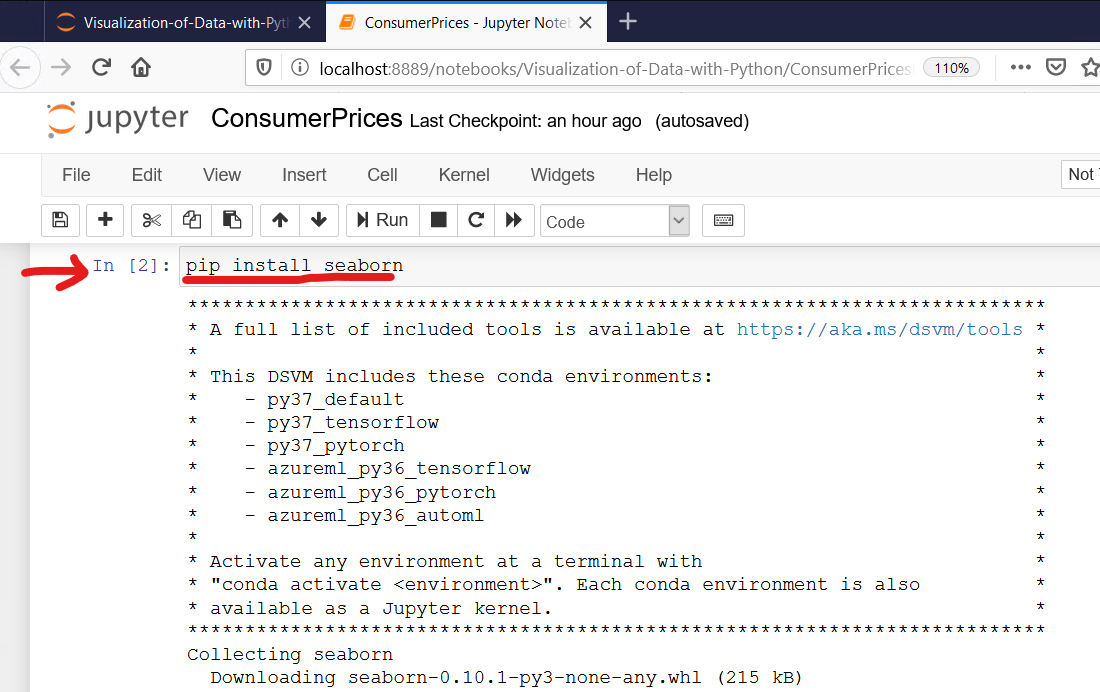 Visualization-of-Data-with-Pyt
ConsumerPrices - Jupyter Note
localhost:8889/notebooks/Visualization-of-Data-with-Python/ConsumerPrices
110%
jupyter ConsumerPrices Last Checkpoint: an hour ago (autosaved)
File Edit View Insert Cell Kernel Widgets Help Not
Run Code
In [2]: pip install seaborn
***************************************************************************
* A full list of included tools is available at https://aka.ms/dsvm/tools *
* *
* This DSVM includes these conda environments: *
* - py37_default *
* - py37_tensorflow *
* - py37_pytorch *
* - azureml_py36_tensorflow *
* - azureml_py36_pytorch *
* - azureml_py36_automl *
* *
* Activate any environment at a terminal with *
* "conda activate <environment>". Each conda environment is also *
* available as a Jupyter kernel. *
***************************************************************************
Collecting seaborn
Downloading seaborn-0.10.1-py3-none-any.whl (215 kB)